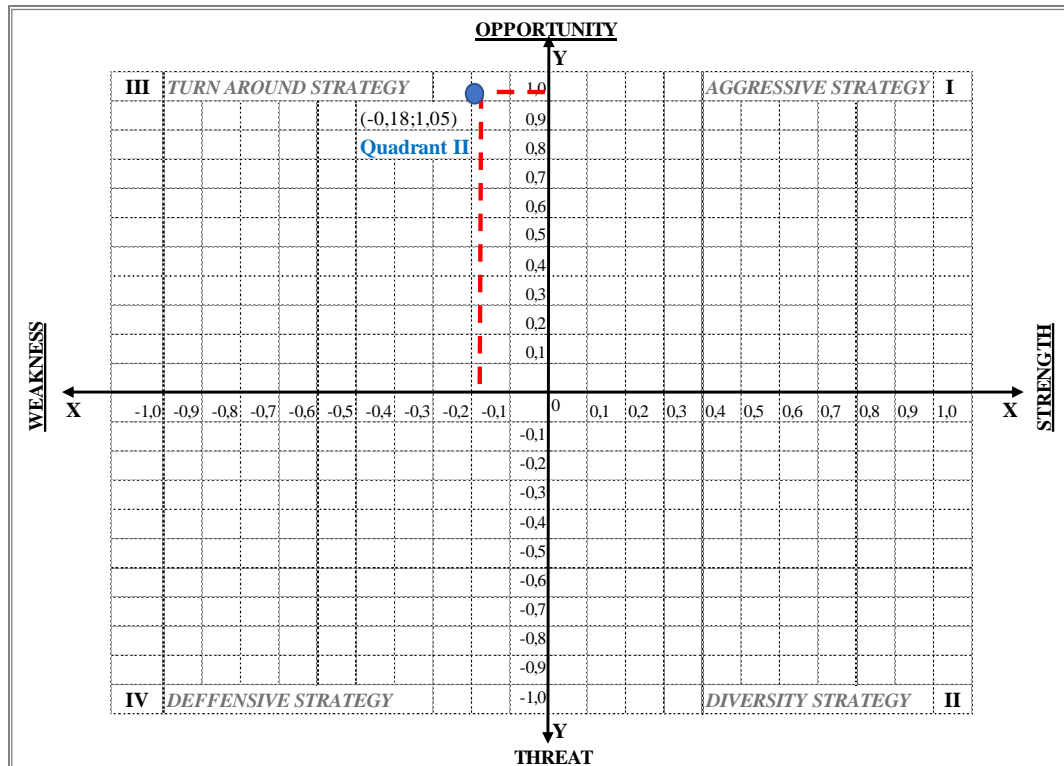 OPPORTUNITY
Y
III TURN AROUND STRATEGY 1,0 AGGRESSIVE STRATEGY I
(-0,18;1,05) 0,9
Quadrant II 0,8
0,7
0,6
0,5
0,4
0,3
0,2
0,1
WEAKNESS
STRENGTH
X -1,0 -0,9 -0,8 -0,7 -0,6 -0,5 -0,4 -0,3 -0,2 -0,1 0 0,1 0,2 0,3 0,4 0,5 0,6 0,7 0,8 0,9 1,0 X
-0,1
-0,2
-0,3
-0,4
-0,5
-0,6
-0,7
-0,8
-0,9
IV DEFFENSIVE STRATEGY -1,0 DIVERSITY STRATEGY II
Y
THREAT